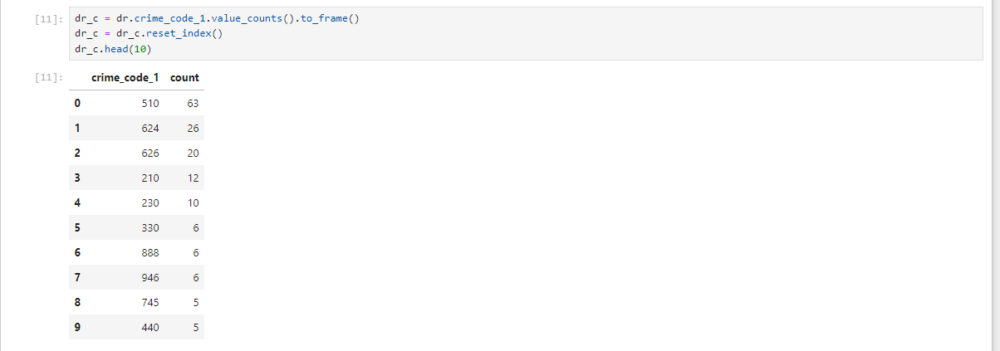 [11]: dr_c = dr.crime_code_1.value_counts().to_frame()
dr_c = dr_c.reset_index()
dr_c.head(10)
[11]: crime_code_1 count
0 510 63
1 624 26
2 626 20
3 210 12
4 230 10
5 330 6
6 888 6
7 946 6
8 745 5
9 440 5